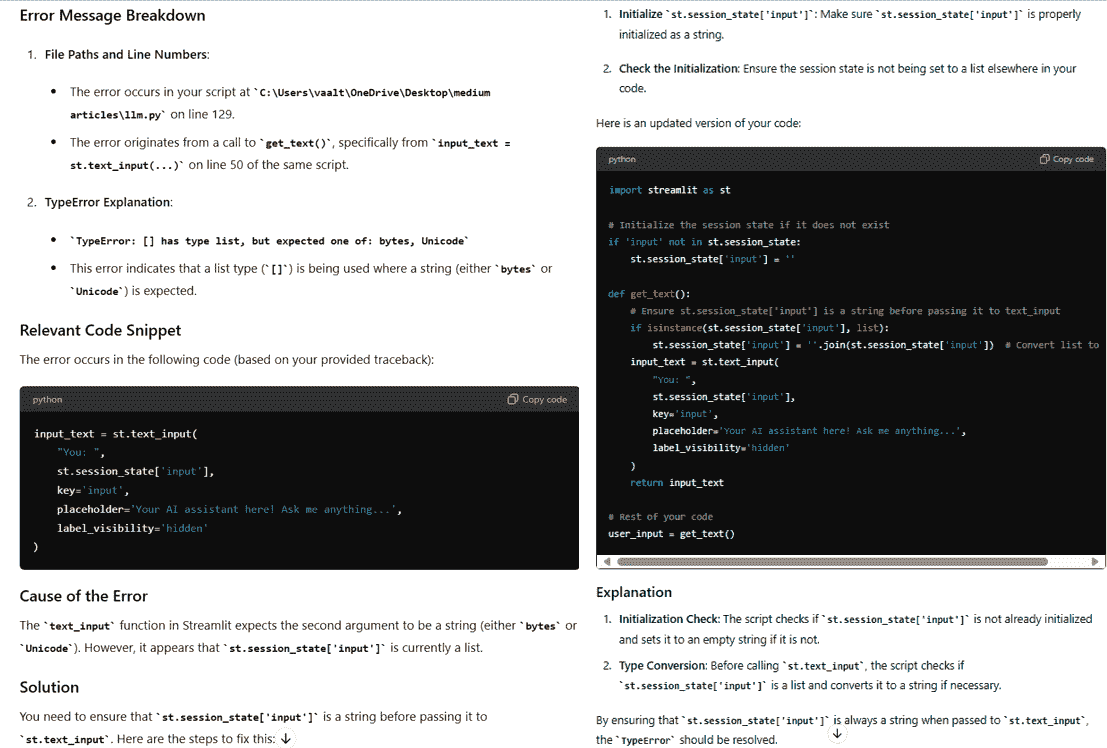 Error Message Breakdown
1. File Paths and Line Numbers:
• The error occurs in your script at `C:\Users\vaalt\OneDrive\Desktop\medium
articles\llm.py` on line 129.
• The error originates from a call to `get_text()`, specifically from `input_text =
st.text_input(...)` on line 50 of the same script.
2. TypeError Explanation:
• `TypeError: [] has type list, but expected one of: bytes, Unicode`
• This error indicates that a list type (`[]`) is being used where a string (either `bytes` or
`Unicode`) is expected.
Relevant Code Snippet
The error occurs in the following code (based on your provided traceback):
python
Copy code
input_text = st.text_input(
    "You: ",
    st.session_state['input'],
    key='input',
    placeholder='Your AI assistant here! Ask me anything...',
    label_visibility='hidden'
)
Cause of the Error
The `text_input` function in Streamlit expects the second argument to be a string (either `bytes` or
`Unicode`). However, it appears that `st.session_state['input']` is currently a list.
Solution
You need to ensure that `st.session_state['input']` is a string before passing it to
`st.text_input`. Here are the steps to fix this:
1. Initialize `st.session_state['input']`: Make sure `st.session_state['input']` is properly
initialized as a string.
2. Check the Initialization: Ensure the session state is not being set to a list elsewhere in your
code.
Here is an updated version of your code:
python
Copy code
import streamlit as st
# Initialize the session state if it does not exist
if 'input' not in st.session_state:
    st.session_state['input'] = ''
def get_text():
    # Ensure st.session_state['input'] is a string before passing it to text_input
    if isinstance(st.session_state['input'], list):
        st.session_state['input'] = ''.join(st.session_state['input'])  # Convert list to
    input_text = st.text_input(
        "You: ",
        st.session_state['input'],
        key='input',
        placeholder='Your AI assistant here! Ask me anything...',
        label_visibility='hidden'
    )
    return input_text
# Rest of your code
user_input = get_text()
Explanation
1. Initialization Check: The script checks if `st.session_state['input']` is not already initialized
and sets it to an empty string if it is not.
2. Type Conversion: Before calling `st.text_input`, the script checks if
`st.session_state['input']` is a list and converts it to a string if necessary.
By ensuring that `st.session_state['input']` is always a string when passed to `st.text_input`,
the `TypeError` should be resolved.